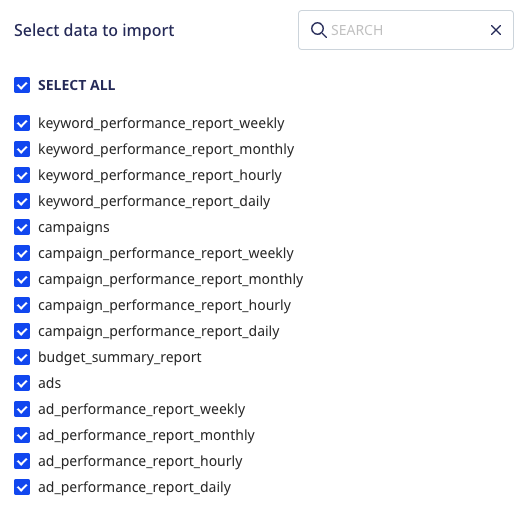 Select data to import
SEARCH
SELECT ALL
keyword_performance_report_weekly
keyword_performance_report_monthly
keyword_performance_report_hourly
keyword_performance_report_daily
campaigns
campaign_performance_report_weekly
campaign_performance_report_monthly
campaign_performance_report_hourly
campaign_performance_report_daily
budget_summary_report
ads
ad_performance_report_weekly
ad_performance_report_monthly
ad_performance_report_hourly
ad_performance_report_daily